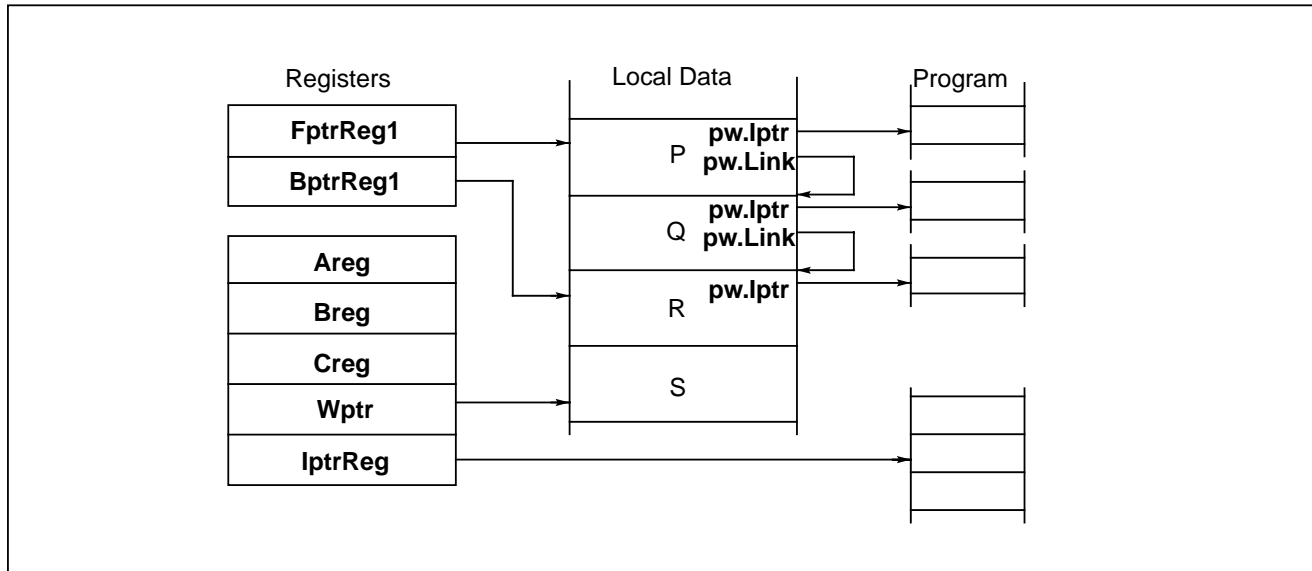 Registers
Local Data
Program
FptrReg1
BptrReg1
Areg
Breg
Creg
Wptr
IptrReg
P
pw.Iptr
pw.Link
Q
pw.Iptr
pw.Link
R
pw.Iptr
S